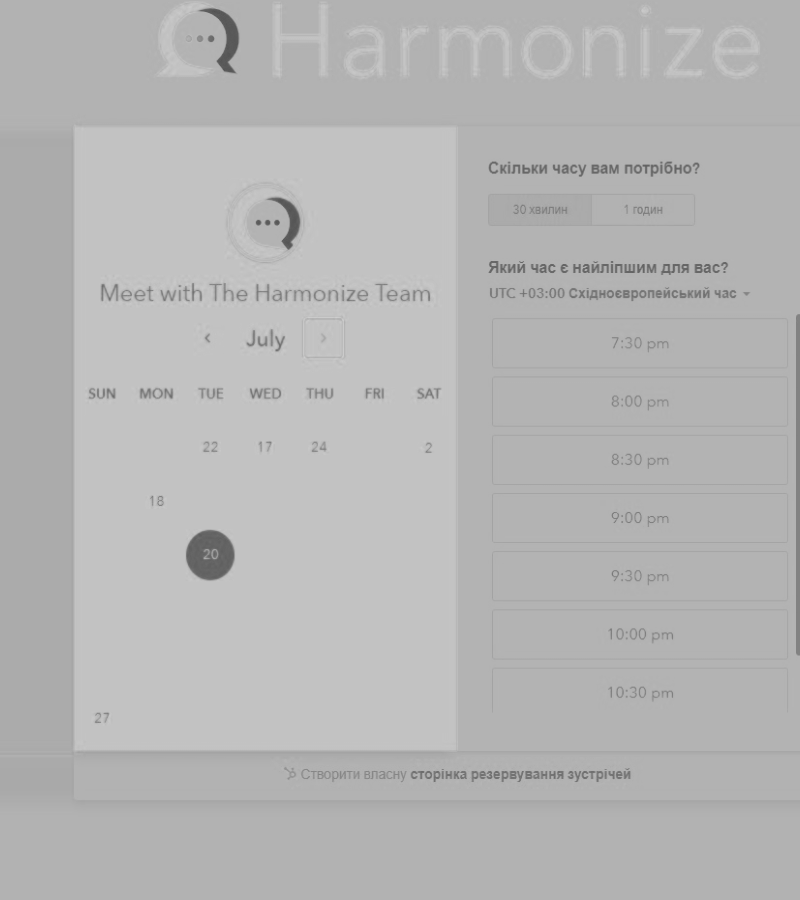 Harmonize
Meet with The Harmonize Team
July
SUN MON TUE WED THU FRI SAT
22 17 24 2
18
20
27
Скільки часу вам потрібно?
30 хвилин 1 годин
Який час є найліпшим для вас?
UTC +03:00 Східноєвропейський час
7:30 pm
8:00 pm
8:30 pm
9:00 pm
9:30 pm
10:00 pm
10:30 pm
Створити власну сторінка резервування зустрічей